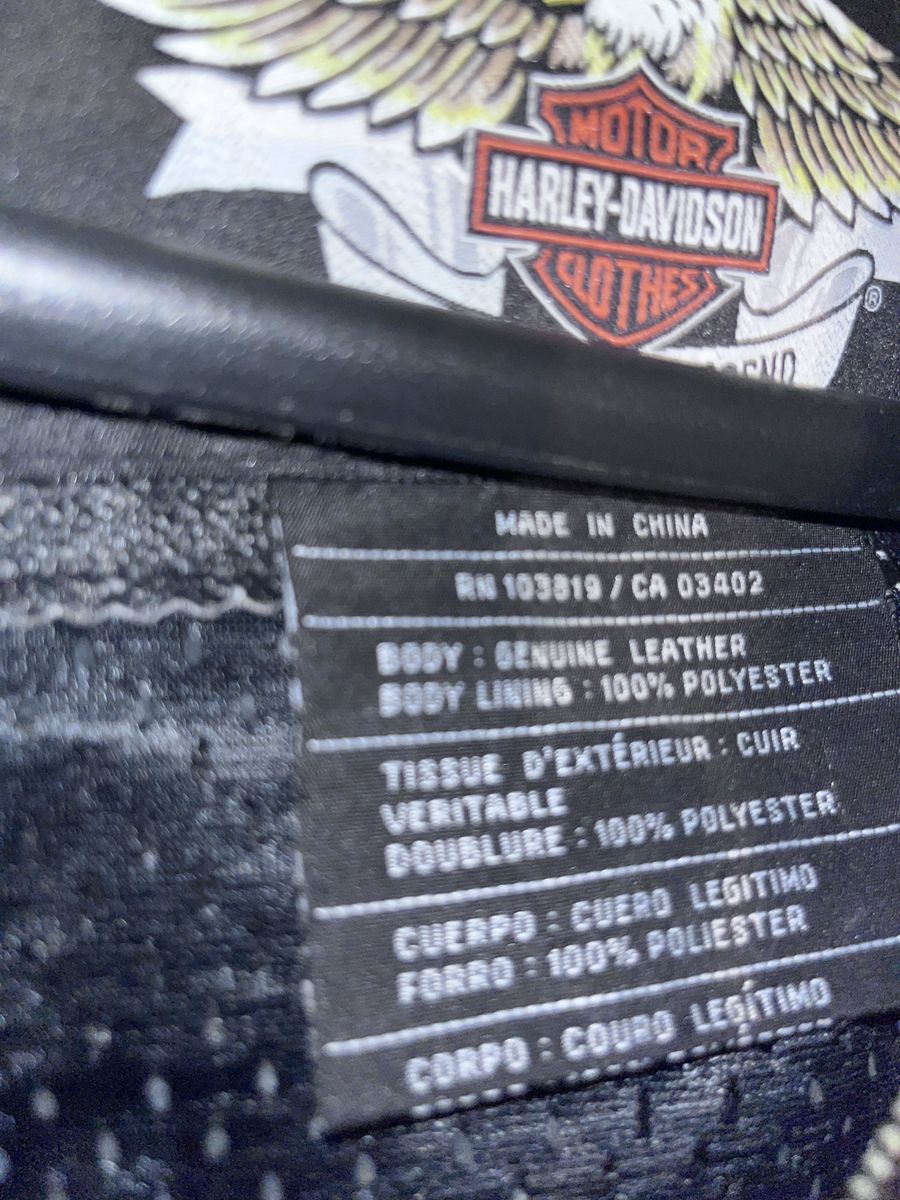 MOTOR
HARLEY-DAVIDSON
CLOTHES
®
MADE IN CHINA
RN 103819 / CA 03402
BODY : GENUINE LEATHER
BODY LINING : 100% POLYESTER
TISSUE D'EXTÉRIEUR : CUIR
VERITABLE
DOUBLURE : 100% POLYESTER
CUERPO : CUERO LEGITIMO
FORRO : 100% POLIESTER
CORPO : COURO LEGÍTIMO